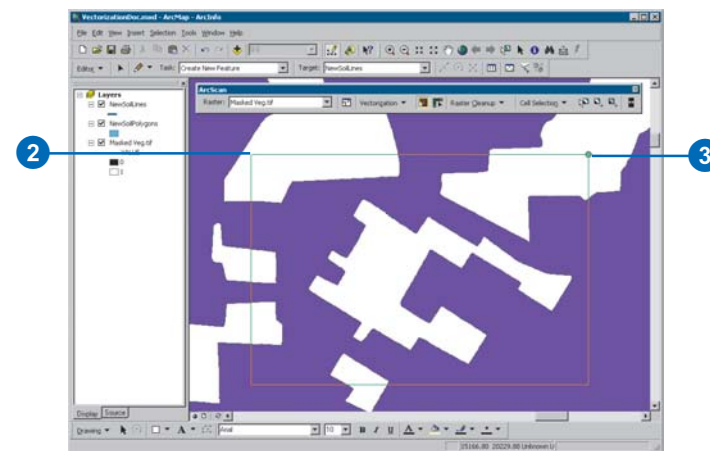 VectorizationDoc.mxd - ArcMap - ArcInfo
File Edit View Insert Selection Tools Window Help
Editor Task: Create New Feature Target: NewSoilLines
ArcScan
Raster: Masked Veg.tif Vectorization Raster Cleanup Cell Selection
Layers
NewSoilLines
NewSoilPolygons
Masked Veg.tif
0
1
2
3
Display Source
Drawing A Arial 10 B I U A